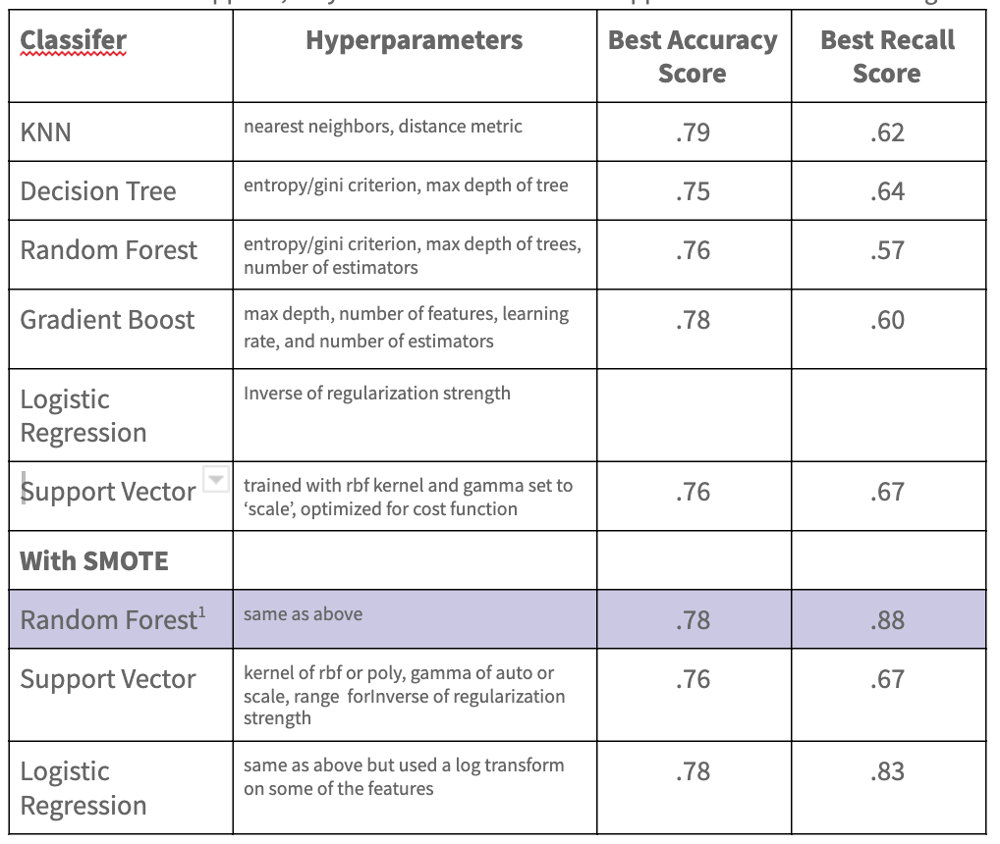 Classifer Hyperparameters Best Accuracy Score Best Recall Score
KNN nearest neighbors, distance metric .79 .62
Decision Tree entropy/gini criterion, max depth of tree .75 .64
Random Forest entropy/gini criterion, max depth of trees, number of estimators .76 .57
Gradient Boost max depth, number of features, learning rate, and number of estimators .78 .60
Logistic Regression Inverse of regularization strength
Support Vector trained with rbf kernel and gamma set to ‘scale’, optimized for cost function .76 .67
With SMOTE
Random Forest¹ same as above .78 .88
Support Vector kernel of rbf or poly, gamma of auto or scale, range forInverse of regularization strength .76 .67
Logistic Regression same as above but used a log transform on some of the features .78 .83